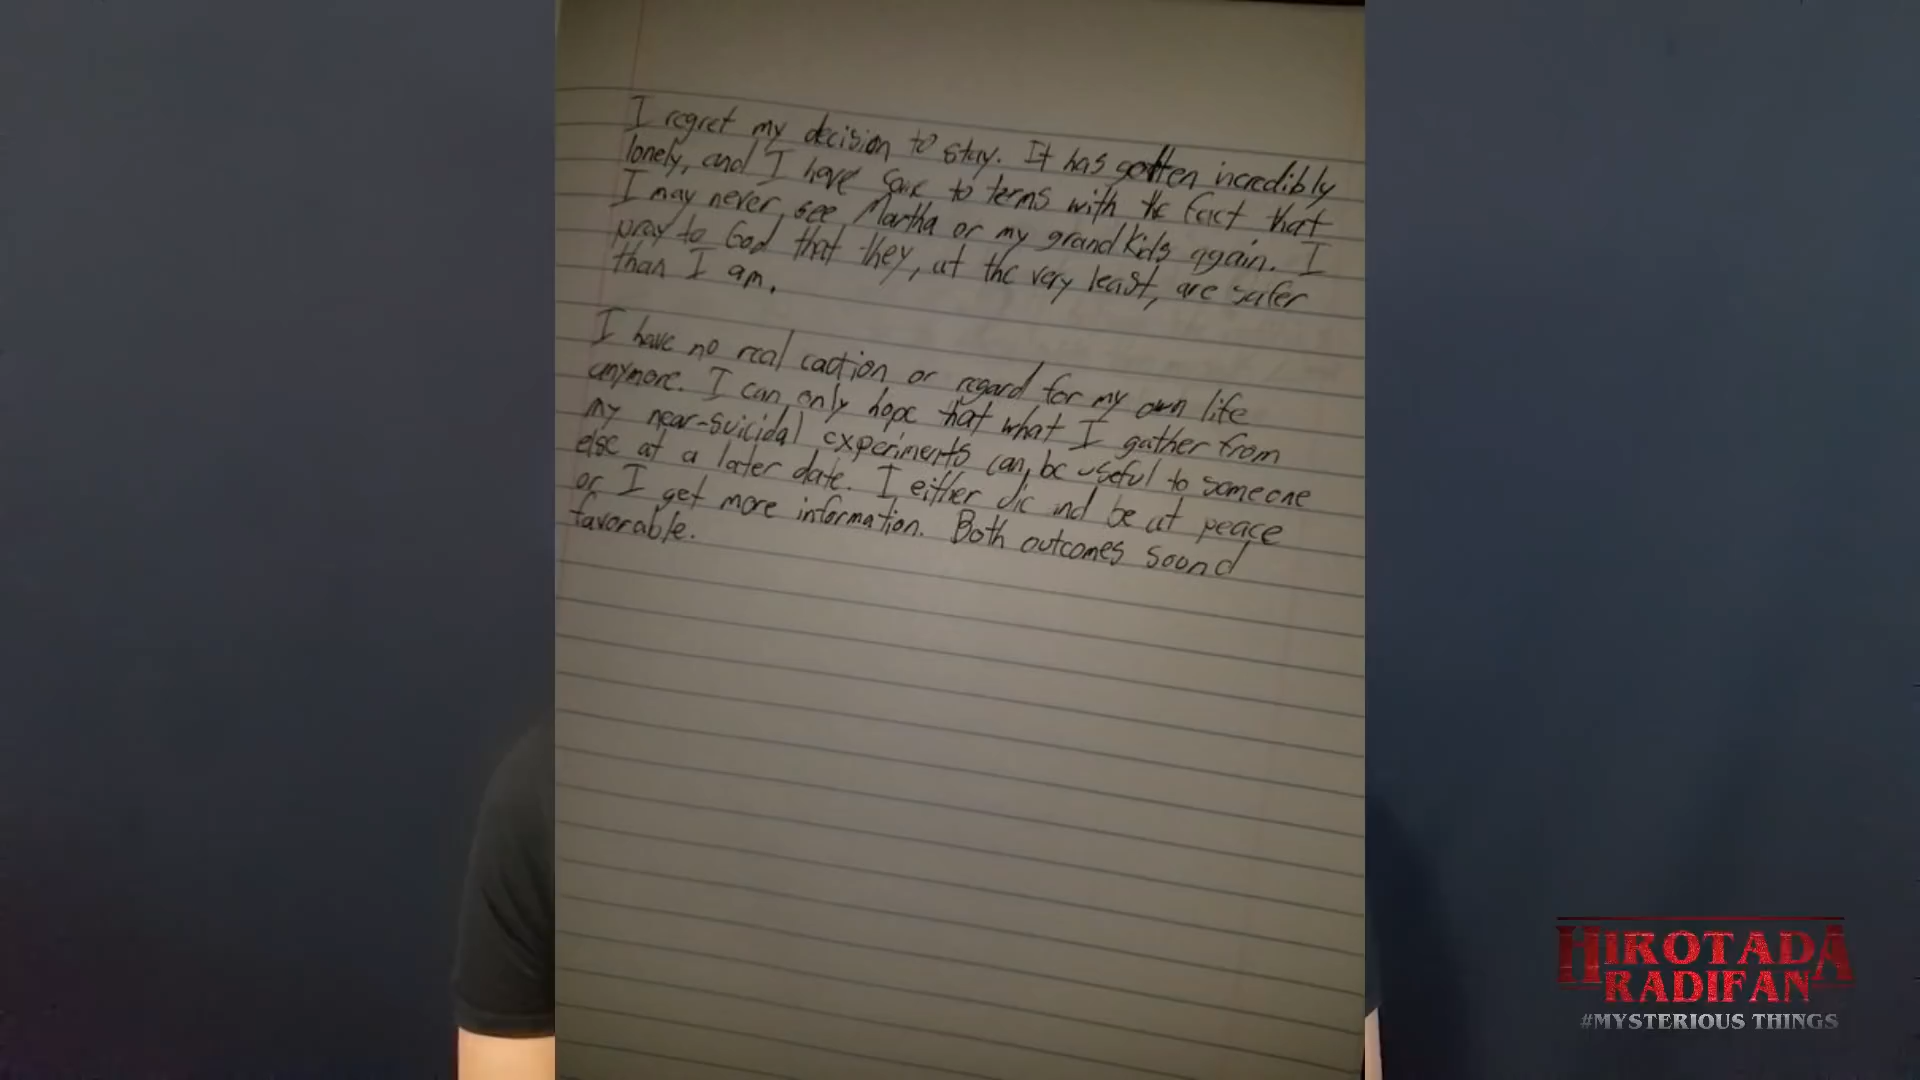 I regret my decision to stay. It has gotten incredibly
lonely, and I have come to terms with the fact that
I may never see Martha or my grandkids again. I
pray to God that they, at the very least, are safer
than I am.
I have no real caction or regard for my own life
anymore. I can only hope that what I gather from
my near-suicidal experiments can be useful to someone
else at a later date. I either die and be at peace
or I get more information. Both outcomes sound
favorable.
HIROTADA
RADIFAN
#MYSTERIOUS THINGS